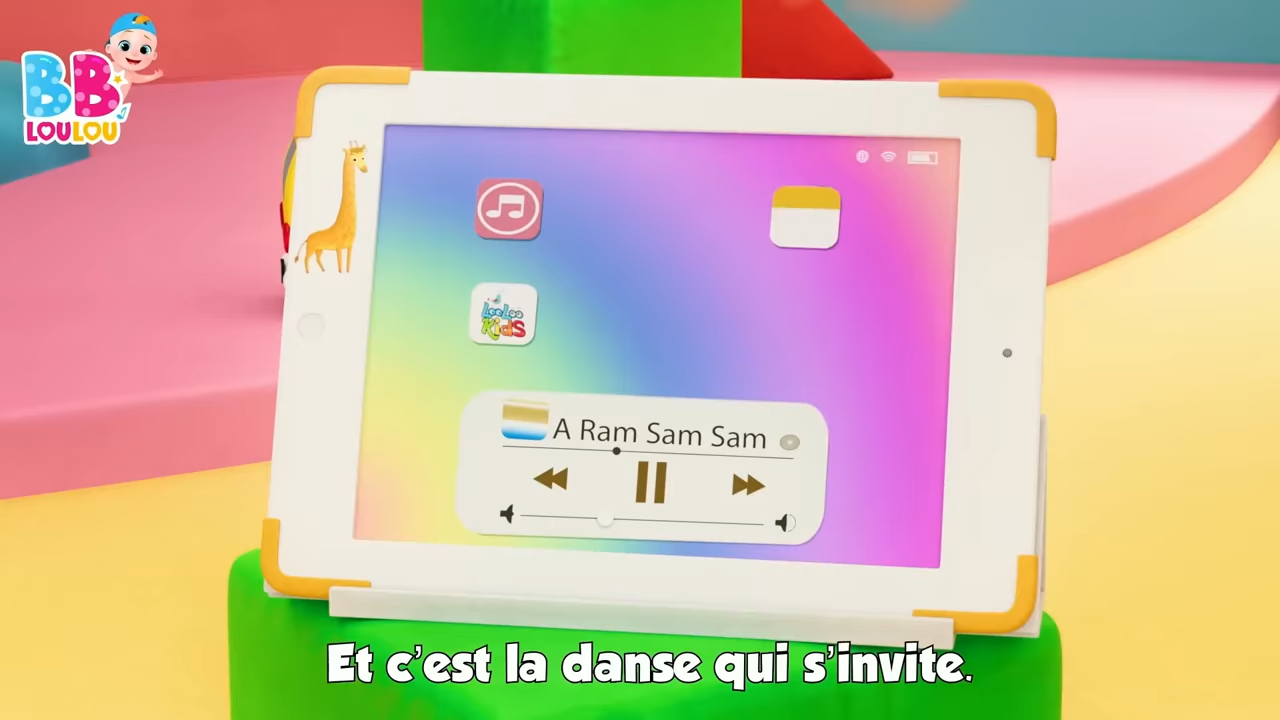 BB
LOULOU
LooLoo
KidS
A Ram Sam Sam
Et c'est la danse qui s'invite.